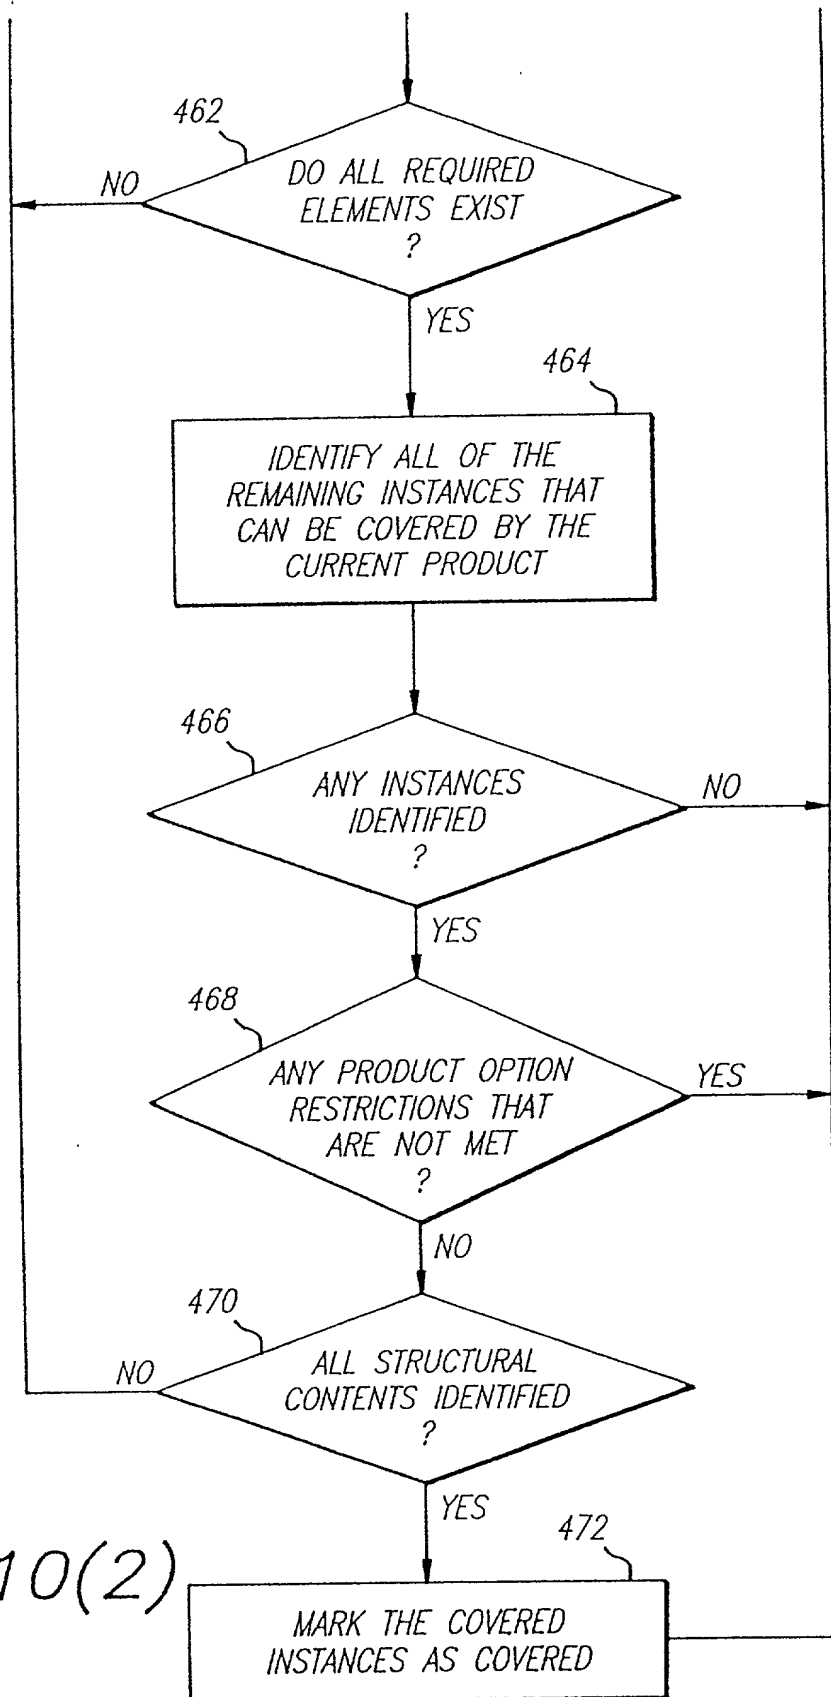 462
NO
DO ALL REQUIRED
ELEMENTS EXIST
?
YES
464
IDENTIFY ALL OF THE
REMAINING INSTANCES THAT
CAN BE COVERED BY THE
CURRENT PRODUCT
466
ANY INSTANCES
IDENTIFIED
?
NO
YES
468
ANY PRODUCT OPTION
RESTRICTIONS THAT
ARE NOT MET
?
YES
NO
470
NO
ALL STRUCTURAL
CONTENTS IDENTIFIED
?
YES
472
10(2)
MARK THE COVERED
INSTANCES AS COVERED